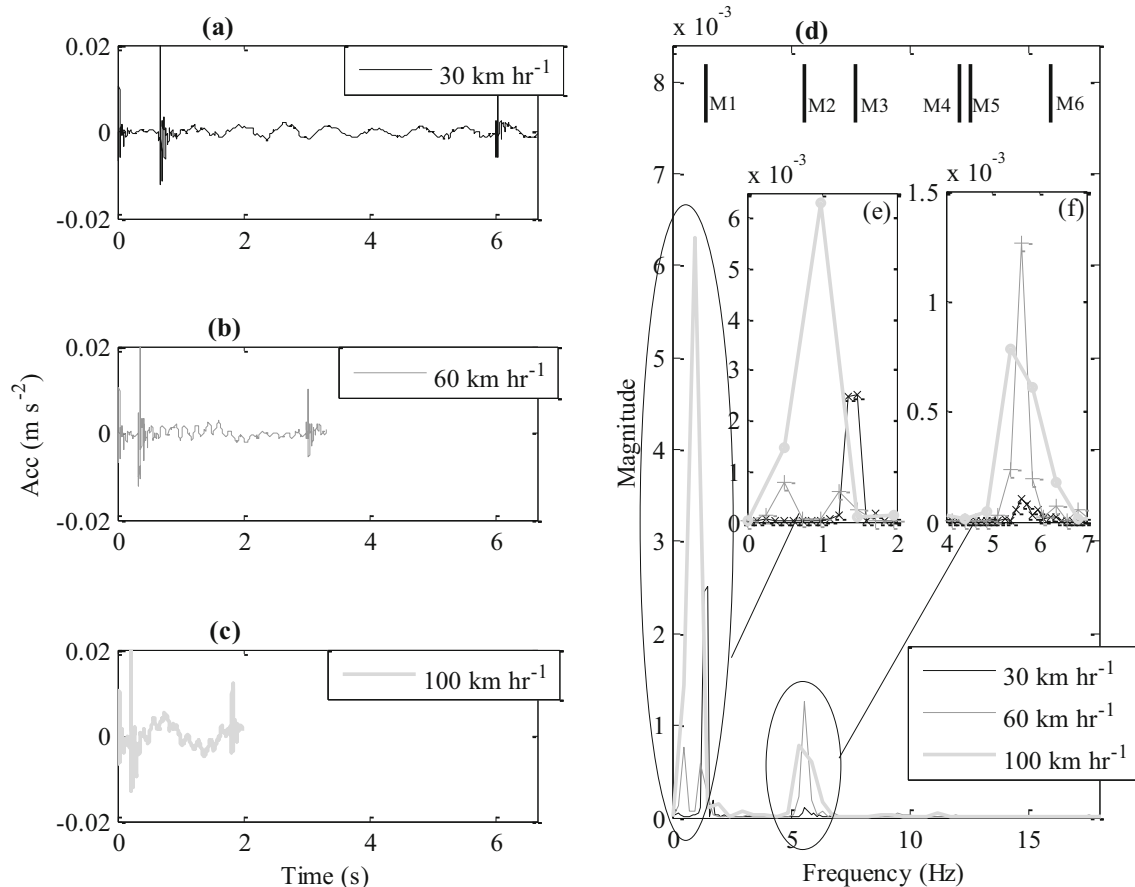 (a)
0.02
0
-0.02
30 km hr⁻¹
0 2 4 6
(b)
0.02
0
-0.02
60 km hr⁻¹
0 2 4 6
(c)
0.02
0
-0.02
100 km hr⁻¹
0 2 4 6
Acc (m s⁻²)
Time (s)
x 10⁻³
(d)
8
7
6
5
4
3
2
1
0
M1 M2 M3 M4 M5 M6
x 10⁻³
(e)
6
5
4
3
2
1
0
0 1 2
x 10⁻³
(f)
1.5
1
0.5
0
4 5 6 7
30 km hr⁻¹
60 km hr⁻¹
100 km hr⁻¹
0 5 10 15
Magnitude
Frequency (Hz)